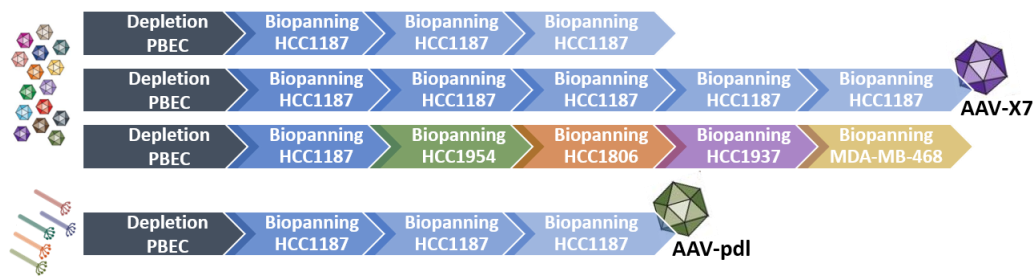 Depletion Biopanning Biopanning Biopanning
PBEC HCC1187 HCC1187 HCC1187
Depletion Biopanning Biopanning Biopanning Biopanning Biopanning
PBEC HCC1187 HCC1187 HCC1187 HCC1187 HCC1187
AAV-X7
Depletion Biopanning Biopanning Biopanning Biopanning Biopanning
PBEC HCC1187 HCC1954 HCC1806 HCC1937 MDA-MB-468
Depletion Biopanning Biopanning Biopanning
PBEC HCC1187 HCC1187 HCC1187
AAV-pdl